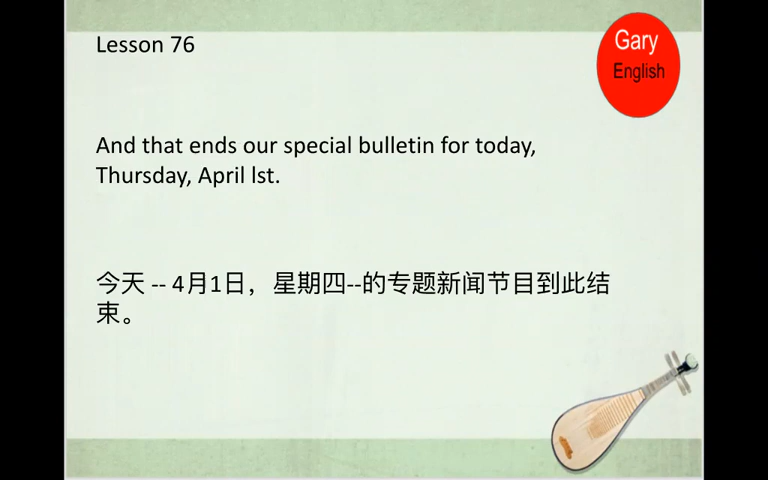 Lesson 76
Gary
English
And that ends our special bulletin for today,
Thursday, April lst.
今天 -- 4月1日，星期四--的专题新闻节目到此结
束。